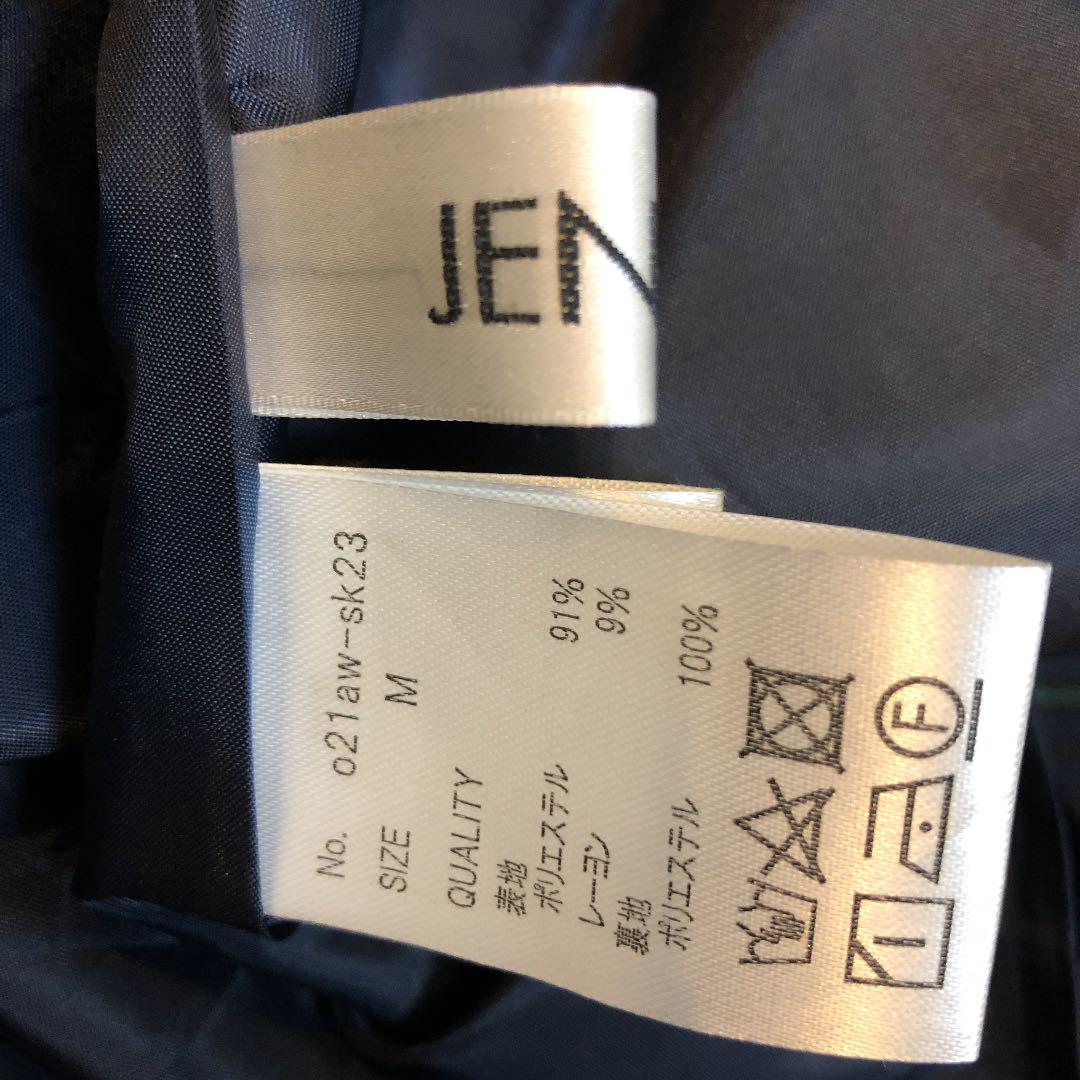 JEN
No. o21aw-sk23
SIZE M
QUALITY
表地
ポリエステル 91%
レーヨン 9%
裏地
ポリエステル 100%
F